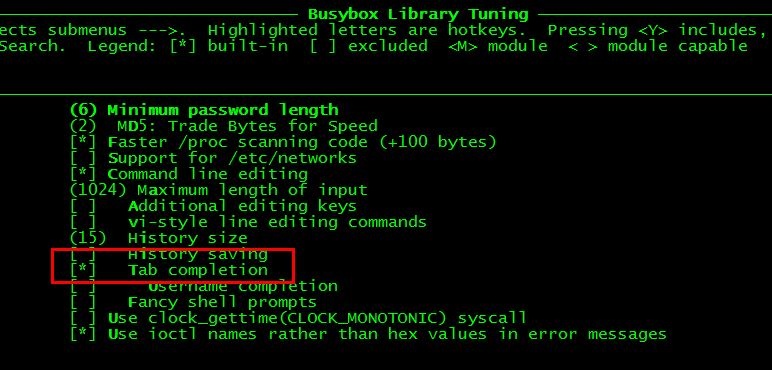 Busybox Library Tuning
ects submenus --->.  Highlighted letters are hotkeys.  Pressing <Y> includes,
Search.  Legend: [*] built-in  [ ] excluded  <M> module  < > module capable
(6) Minimum password length
(2)  MD5: Trade Bytes for Speed
[*] Faster /proc scanning code (+100 bytes)
[ ] Support for /etc/networks
[*] Command line editing
(1024) Maximum length of input
[ ]   Additional editing keys
[ ]   vi-style line editing commands
(15)  History size
[ ]   History saving
[*]   Tab completion
[ ]     Username completion
[ ]   Fancy shell prompts
[ ] Use clock_gettime(CLOCK_MONOTONIC) syscall
[*] Use ioctl names rather than hex values in error messages